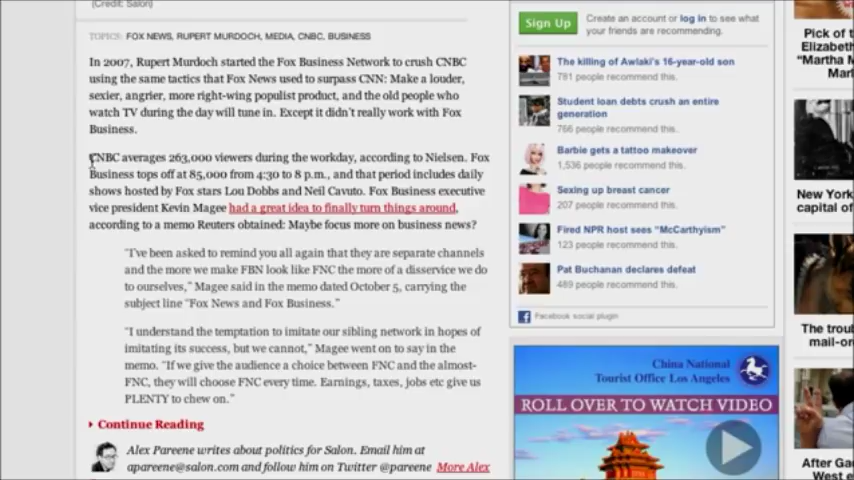 (Credit: Salon)
TOPICS: FOX NEWS, RUPERT MURDOCH, MEDIA, CNBC, BUSINESS
In 2007, Rupert Murdoch started the Fox Business Network to crush CNBC
using the same tactics that Fox News used to surpass CNN: Make a louder,
sexier, angrier, more right-wing populist product, and the old people who
watch TV during the day will tune in. Except it didn't really work with Fox
Business.
CNBC averages 263,000 viewers during the workday, according to Nielsen. Fox
Business tops off at 85,000 from 4:30 to 8 p.m., and that period includes daily
shows hosted by Fox stars Lou Dobbs and Neil Cavuto. Fox Business executive
vice president Kevin Magee had a great idea to finally turn things around,
according to a memo Reuters obtained: Maybe focus more on business news?
"I've been asked to remind you all again that they are separate channels
and the more we make FBN look like FNC the more of a disservice we do
to ourselves," Magee said in the memo dated October 5, carrying the
subject line "Fox News and Fox Business."
"I understand the temptation to imitate our sibling network in hopes of
imitating its success, but we cannot," Magee went on to say in the
memo. "If we give the audience a choice between FNC and the almost-
FNC, they will choose FNC every time. Earnings, taxes, jobs etc give us
PLENTY to chew on."
Continue Reading
Alex Pareene writes about politics for Salon. Email him at
apareene@salon.com and follow him on Twitter @pareene More Alex
Sign Up
Create an account or log in to see what
your friends are recommending.
The killing of Awlaki's 16-year-old son
781 people recommend this.
Student loan debts crush an entire
generation
766 people recommend this.
Barbie gets a tattoo makeover
1,536 people recommend this.
Sexing up breast cancer
207 people recommend this.
Fired NPR host sees "McCarthyism"
123 people recommend this.
Pat Buchanan declares defeat
489 people recommend this.
Facebook social plugin
China National
Tourist Office Los Angeles
ROLL OVER TO WATCH VIDEO
Pick of t
Elizabeth
"Martha M
Marl
New York
capital of
The troul
mail-or
After Ga
West e